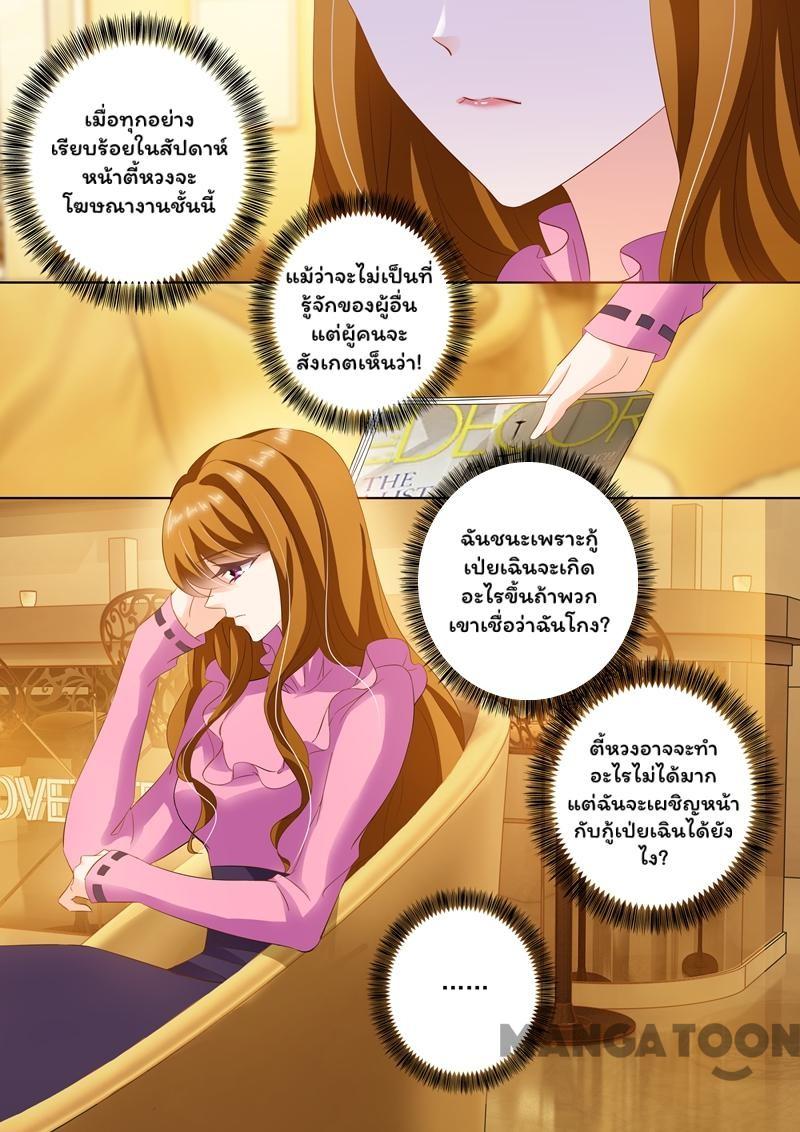 เมื่อทุกอย่าง
เรียบร้อยในสัปดาห์
หน้าตี้หวงจะ
โฆษณางานชั้นนี้
แม้ว่าจะไม่เป็นที่
รู้จักของผู้อื่น
แต่ผู้คนจะ
สังเกตเห็นว่า!
DECOR
THE
LIST
ฉันชนะเพราะกู้
เป่ยเฉินจะเกิด
อะไรขึ้นถ้าพวก
เขาเชื่อว่าฉันโกง?
ตี้หวงอาจจะทำ
อะไรไม่ได้มาก
แต่ฉันจะเผชิญหน้า
กับกู้เป่ยเฉินได้ยัง
ไง?
OVE
......
MANGATOON